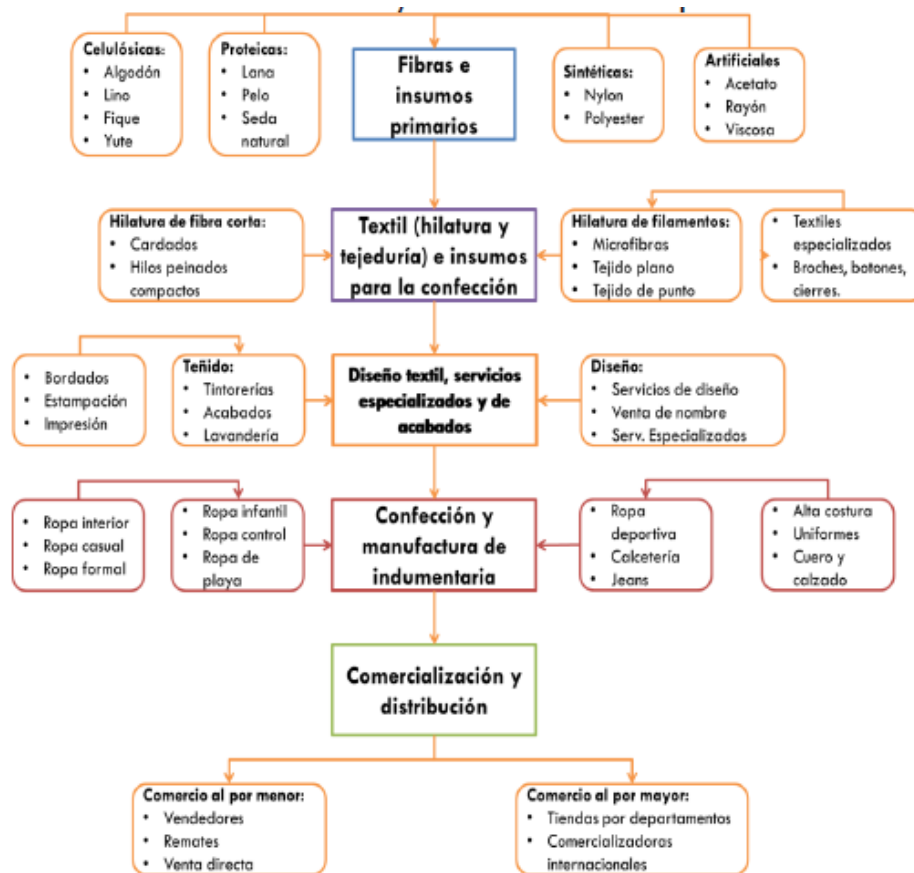 Celulósicas:
• Algodón
• Lino
• Fique
• Yute
Proteicas:
• Lana
• Pelo
• Seda
natural
Fibras e
insumos
primarios
Sintéticas:
• Nylon
• Polyester
Artificiales
• Acetato
• Rayón
• Viscosa
Hilatura de fibra corta:
• Cardados
• Hilos peinados
compactos
Textil (hilatura y
tejeduría) e insumos
para la confección
Hilatura de filamentos:
• Microfibras
• Tejido plano
• Tejido de punto
• Textiles
especializados
• Broches, botones,
cierres.
• Bordados
• Estampación
• Impresión
Teñido:
• Tintorerías
• Acabados
• Lavandería
Diseño textil, servicios
especializados y de
acabados
Diseño:
• Servicios de diseño
• Venta de nombre
• Serv. Especializados
• Ropa interior
• Ropa casual
• Ropa formal
• Ropa infantil
• Ropa control
• Ropa de
playa
Confección y
manufactura de
indumentaria
• Ropa
deportiva
• Calcetería
• Jeans
• Alta costura
• Uniformes
• Cuero y
calzado
Comercialización y
distribución
Comercio al por menor:
• Vendedores
• Remates
• Venta directa
Comercio al por mayor:
• Tiendas por departamentos
• Comercializadoras
internacionales